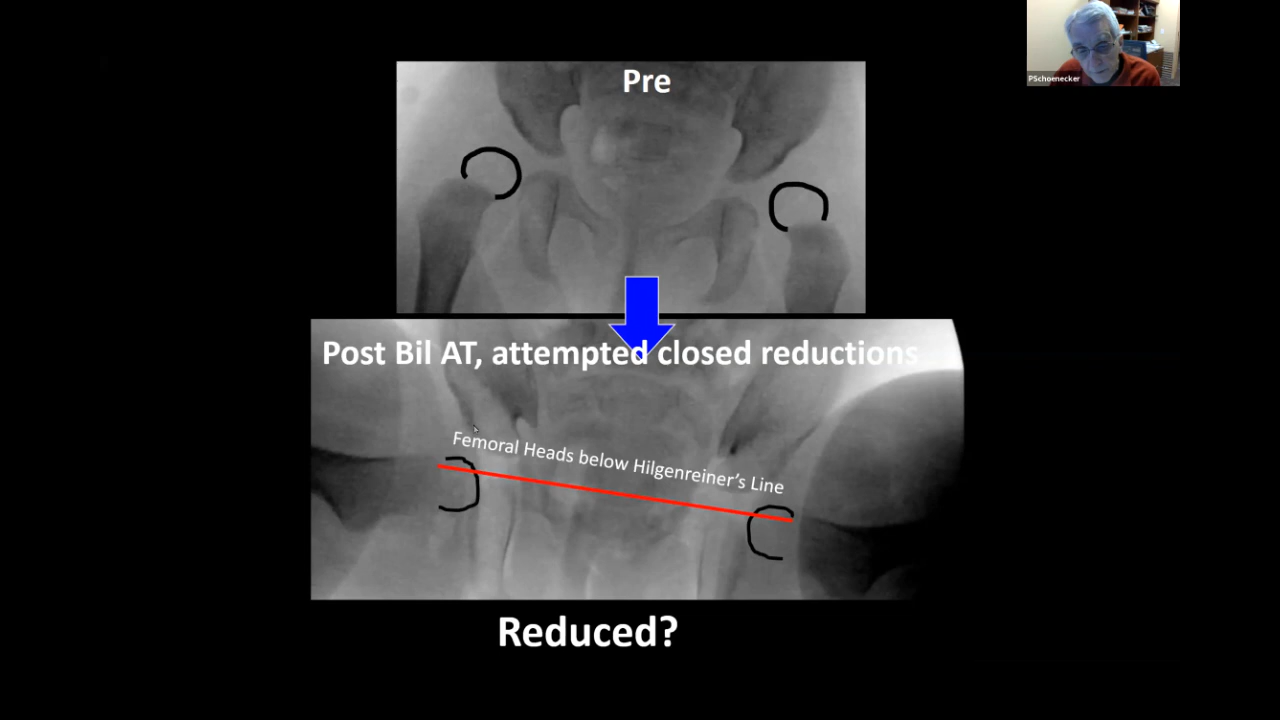 PSchoenecker
Pre
Post Bil AT, attempted closed reductions
Femoral Heads below Hilgenreiner's Line
Reduced?